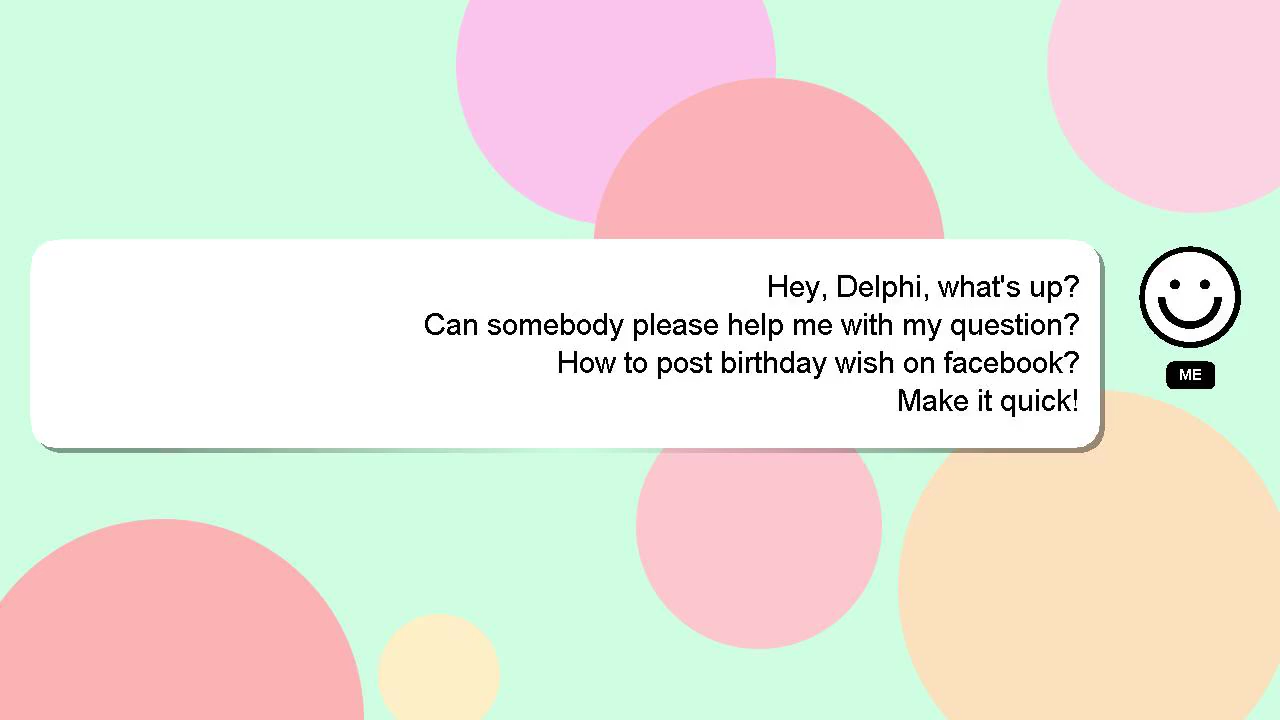 Hey, Delphi, what's up?
Can somebody please help me with my question?
How to post birthday wish on facebook?
Make it quick!
ME